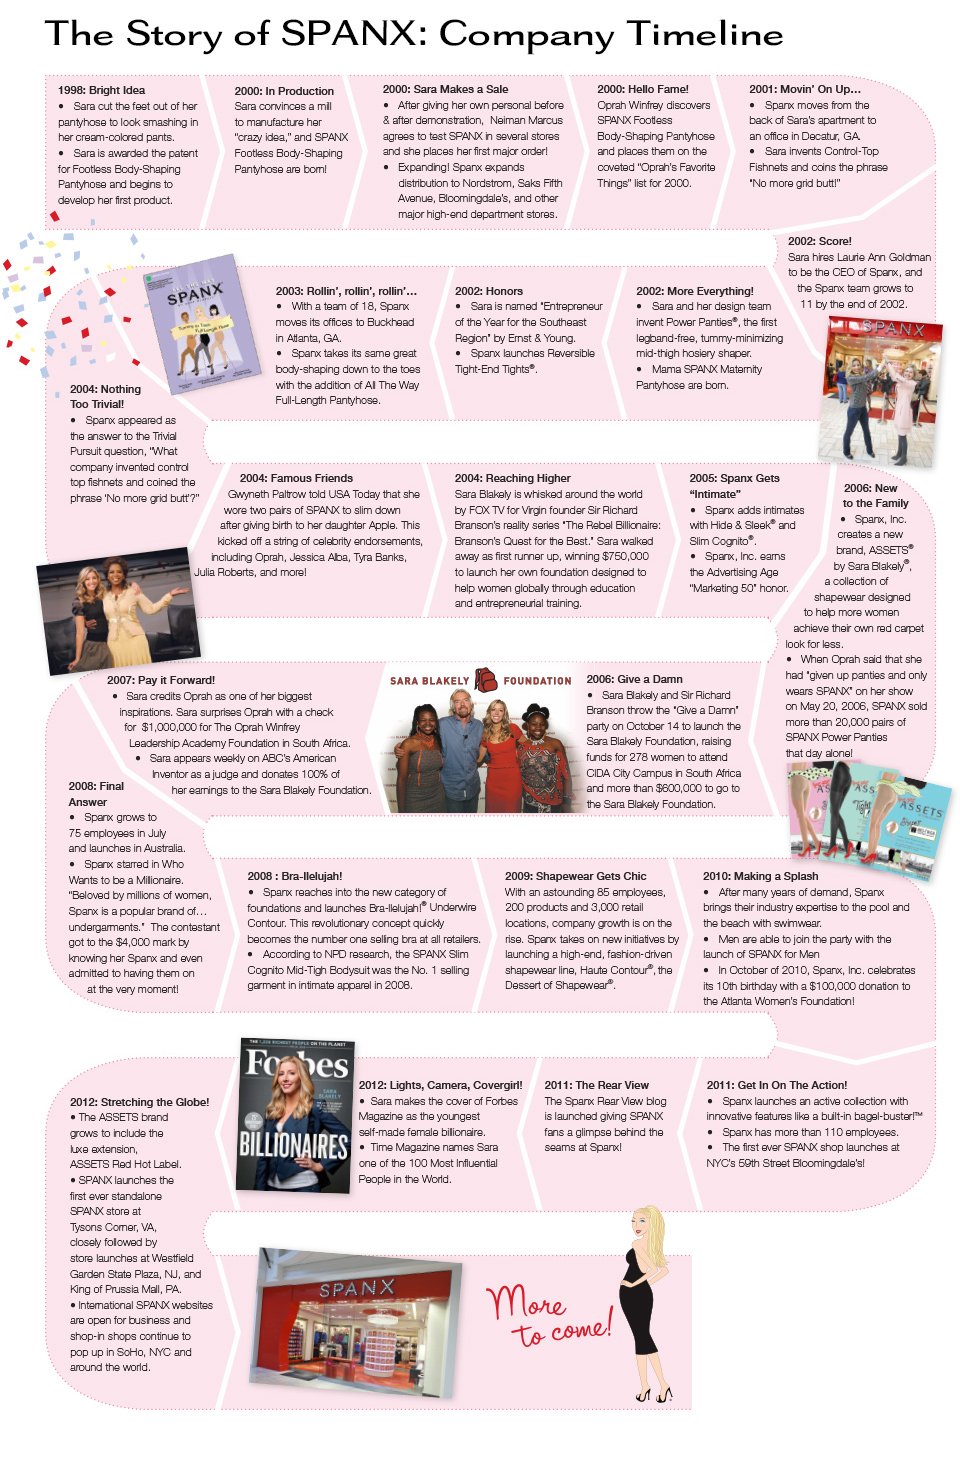 The Story of SPANX: Company Timeline
1998: Bright Idea
• Sara cut the feet out of her
pantyhose to look smashing in
her cream-colored pants.
• Sara is awarded the patent
for Footless Body-Shaping
Pantyhose and begins to
develop her first product.
2000: In Production
Sara convinces a mill
to manufacture her
"crazy idea," and SPANX
Footless Body-Shaping
Pantyhose are born!
2000: Sara Makes a Sale
• After giving her own personal before
& after demonstration, Neiman Marcus
agrees to test SPANX in several stores
and she places her first major order!
• Expanding! Spanx expands
distribution to Nordstrom, Saks Fifth
Avenue, Bloomingdale's, and other
major high-end department stores.
2000: Hello Fame!
Oprah Winfrey discovers
SPANX Footless
Body-Shaping Pantyhose
and places them on the
coveted "Oprah's Favorite
Things" list for 2000.
2001: Movin' On Up...
• Spanx moves from the
back of Sara's apartment to
an office in Decatur, GA.
• Sara invents Control-Top
Fishnets and coins the phrase
"No more grid butt!"
2002: Score!
Sara hires Laurie Ann Goldman
to be the CEO of Spanx, and
the Spanx team grows to
11 by the end of 2002.
SPANX
2002: More Everything!
• Sara and her design team
invent Power Panties®, the first
legband-free, tummy-minimizing
mid-thigh hosiery shaper.
• Mama SPANX Maternity
Pantyhose are born.
2002: Honors
• Sara is named "Entrepreneur
of the Year for the Southeast
Region" by Ernst & Young.
• Spanx launches Reversible
Tight-End Tights®.
2003: Rollin', rollin', rollin'...
• With a team of 18, Spanx
moves its offices to Buckhead
in Atlanta, GA.
• Spanx takes its same great
body-shaping down to the toes
with the addition of All The Way
Full-Length Pantyhose.
SPANX
2004: Nothing
Too Trivial!
• Spanx appeared as
the answer to the Trivial
Pursuit question, "What
company invented control
top fishnets and coined the
phrase 'No more grid butt'?"
2004: Famous Friends
Gwyneth Paltrow told USA Today that she
wore two pairs of SPANX to slim down
after giving birth to her daughter Apple. This
kicked off a string of celebrity endorsements,
including Oprah, Jessica Alba, Tyra Banks,
Julia Roberts, and more!
2004: Reaching Higher
Sara Blakely is whisked around the world
by FOX TV for Virgin founder Sir Richard
Branson's reality series "The Rebel Billionaire:
Branson's Quest for the Best." Sara walked
away as first runner up, winning $750,000
to launch her own foundation designed to
help women globally through education
and entrepreneurial training.
2005: Spanx Gets
"Intimate"
• Spanx adds intimates
with Hide & Sleek® and
Slim Cognito®.
• Spanx, Inc. earns
the Advertising Age
"Marketing 50" honor.
2006: New
to the Family
• Spanx, Inc.
creates a new
brand, ASSETS®
by Sara Blakely®,
a collection of
shapewear designed
to help more women
achieve their own red carpet
look for less.
• When Oprah said that she
had "given up panties and only
wears SPANX" on her show
on May 20, 2006, SPANX sold
more than 20,000 pairs of
SPANX Power Panties
that day alone!
ASSETS
2006: Give a Damn
• Sara Blakely and Sir Richard
Branson throw the "Give a Damn"
party on October 14 to launch the
Sara Blakely Foundation, raising
funds for 278 women to attend
CIDA City Campus in South Africa
and more than $600,000 to go to
the Sara Blakely Foundation.
SARA BLAKELY FOUNDATION
2007: Pay it Forward!
• Sara credits Oprah as one of her biggest
inspirations. Sara surprises Oprah with a check
for $1,000,000 for The Oprah Winfrey
Leadership Academy Foundation in South Africa.
• Sara appears weekly on ABC's American
Inventor as a judge and donates 100% of
her earnings to the Sara Blakely Foundation.
2008: Final
Answer
• Spanx grows to
75 employees in July
and launches in Australia.
• Spanx starred in Who
Wants to be a Millionaire.
"Beloved by millions of women,
Spanx is a popular brand of...
undergarments." The contestant
got to the $4,000 mark by
knowing her Spanx and even
admitted to having them on
at the very moment!
2008 : Bra-llelujah!
• Spanx reaches into the new category of
foundations and launches Bra-llelujah!® Underwire
Contour. This revolutionary concept quickly
becomes the number one selling bra at all retailers.
• According to NPD research, the SPANX Slim
Cognito Mid-Tigh Bodysuit was the No. 1 selling
garment in intimate apparel in 2008.
2009: Shapewear Gets Chic
With an astounding 85 employees,
200 products and 3,000 retail
locations, company growth is on the
rise. Spanx takes on new initiatives by
launching a high-end, fashion-driven
shapewear line, Haute Contour®, the
Dessert of Shapewear®.
2010: Making a Splash
• After many years of demand, Spanx
brings their industry expertise to the pool and
the beach with swimwear.
• Men are able to join the party with the
launch of SPANX for Men
• In October of 2010, Spanx, Inc. celebrates
its 10th birthday with a $100,000 donation to
the Atlanta Women's Foundation!
2011: Get In On The Action!
• Spanx launches an active collection with
innovative features like a built-in bagel-buster!™
• Spanx has more than 110 employees.
• The first ever SPANX shop launches at
NYC's 59th Street Bloomingdale's!
2011: The Rear View
The Spanx Rear View blog
is launched giving SPANX
fans a glimpse behind the
seams at Spanx!
2012: Lights, Camera, Covergirl!
• Sara makes the cover of Forbes
Magazine as the youngest
self-made female billionaire.
• Time Magazine names Sara
one of the 100 Most Influential
People in the World.
Forbes
SARA
BLAKELY
BILLIONAIRES
2012: Stretching the Globe!
• The ASSETS brand
grows to include the
luxe extension,
ASSETS Red Hot Label.
• SPANX launches the
first ever standalone
SPANX store at
Tysons Corner, VA,
closely followed by
store launches at Westfield
Garden State Plaza, NJ, and
King of Prussia Mall, PA.
• International SPANX websites
are open for business and
shop-in shops continue to
pop up in SoHo, NYC and
around the world.
SPANX
More
to come!